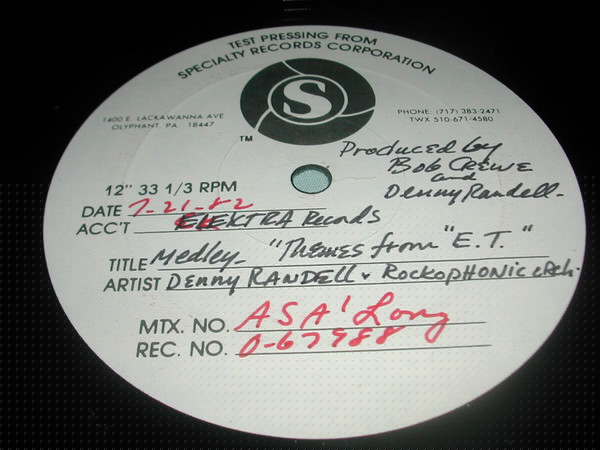 TEST PRESSING FROM
SPECIALTY RECORDS CORPORATION
S
TM
1400 E. LACKAWANNA AVE
OLYPHANT, PA. 18447
PHONE: (717) 383-2471
TWX 510-671-4580
Produced by
Bob Crewe
and
Denny Randell-
12" 33 1/3 RPM
DATE 7-21-82
ACC'T ELEKTRA Records
TITLE Medley- "Themes from "E.T."
ARTIST Denny RANDELL + ROCKOPHONIC
MTX. NO. A SA' Long
REC. NO. 0-67988